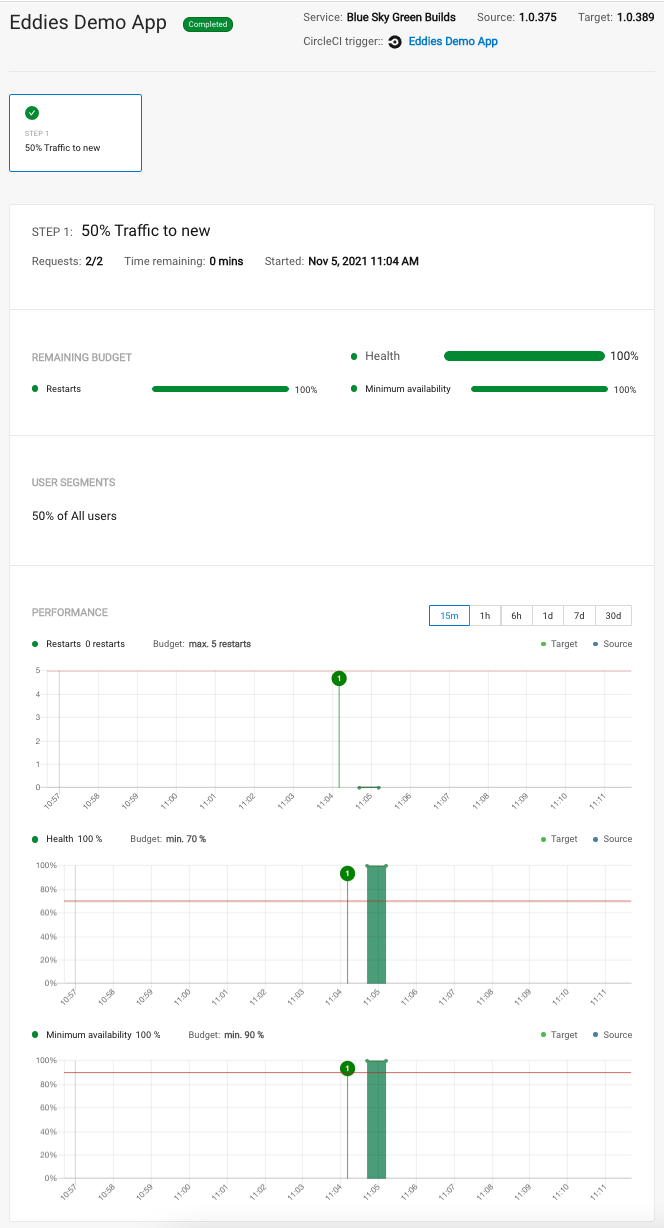 Eddies Demo App Completed Service: Blue Sky Green Builds Source: 1.0.375 Target: 1.0.389
CircleCI trigger:: Eddies Demo App
STEP 1
50% Traffic to new
STEP 1: 50% Traffic to new
Requests: 2/2 Time remaining: 0 mins Started: Nov 5, 2021 11:04 AM
REMAINING BUDGET Health 100%
Restarts 100% Minimum availability 100%
USER SEGMENTS
50% of All users
PERFORMANCE 15m 1h 6h 1d 7d 30d
Restarts 0 restarts Budget: max. 5 restarts Target Source
5
1
4
3
2
1
0
10:57 10:58 10:59 11:00 11:01 11:02 11:03 11:04 11:05 11:06 11:07 11:08 11:09 11:10 11:11
Health 100 % Budget: min. 70 % Target Source
100%
1
80%
60%
40%
20%
0%
10:57 10:58 10:59 11:00 11:01 11:02 11:03 11:04 11:05 11:06 11:07 11:08 11:09 11:10 11:11
Minimum availability 100 % Budget: min. 90 % Target Source
100%
1
80%
60%
40%
20%
0%
10:57 10:58 10:59 11:00 11:01 11:02 11:03 11:04 11:05 11:06 11:07 11:08 11:09 11:10 11:11